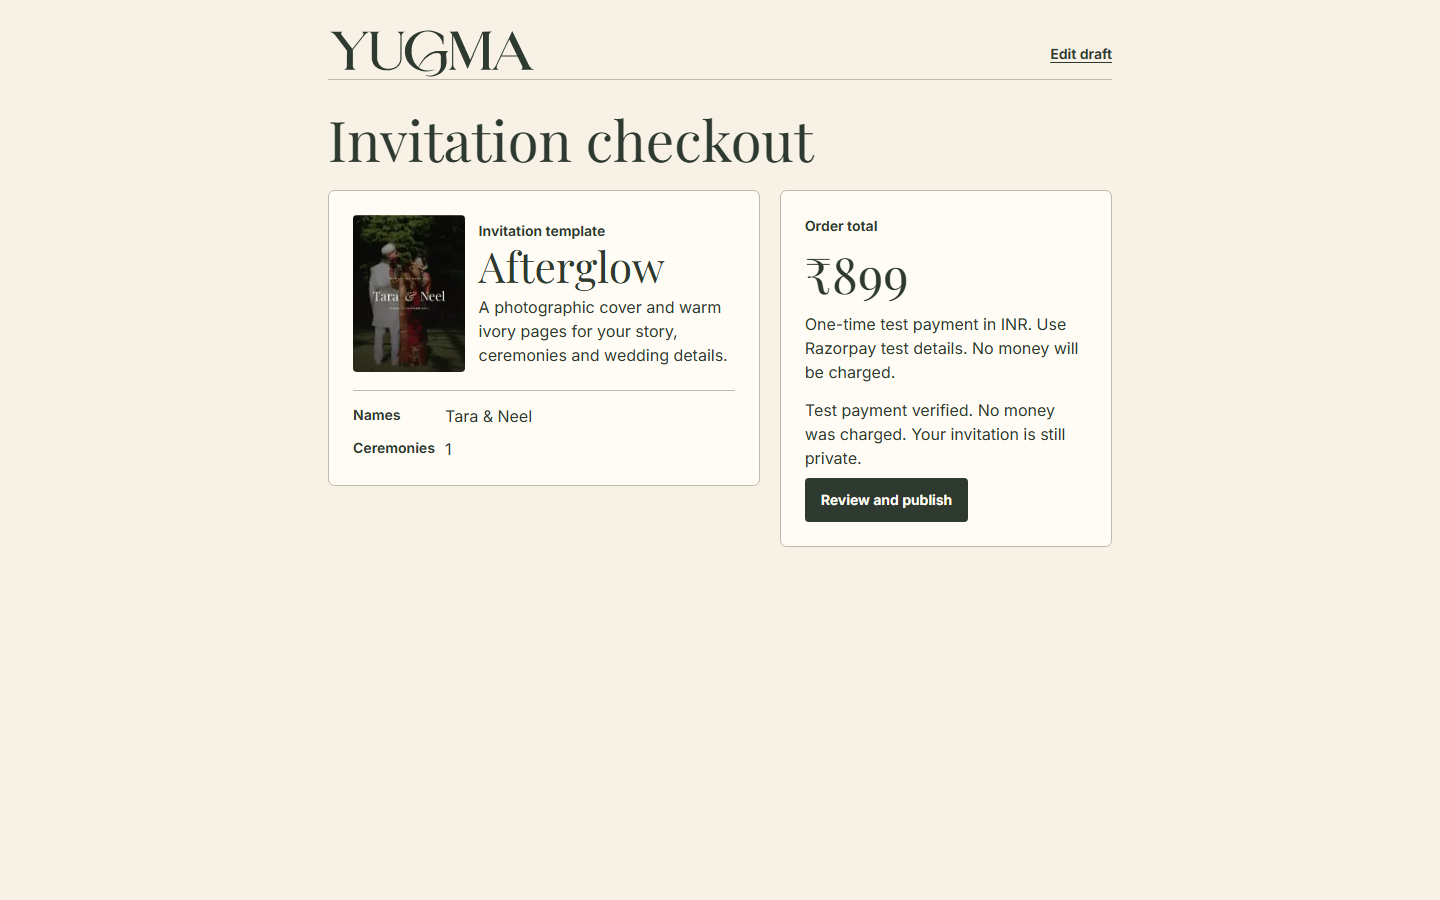 YUGMA
Edit draft
Invitation checkout
Tara & Neel
Invitation template
Afterglow
A photographic cover and warm
ivory pages for your story,
ceremonies and wedding details.
Names Tara & Neel
Ceremonies 1
Order total
₹899
One-time test payment in INR. Use
Razorpay test details. No money will
be charged.
Test payment verified. No money
was charged. Your invitation is still
private.
Review and publish